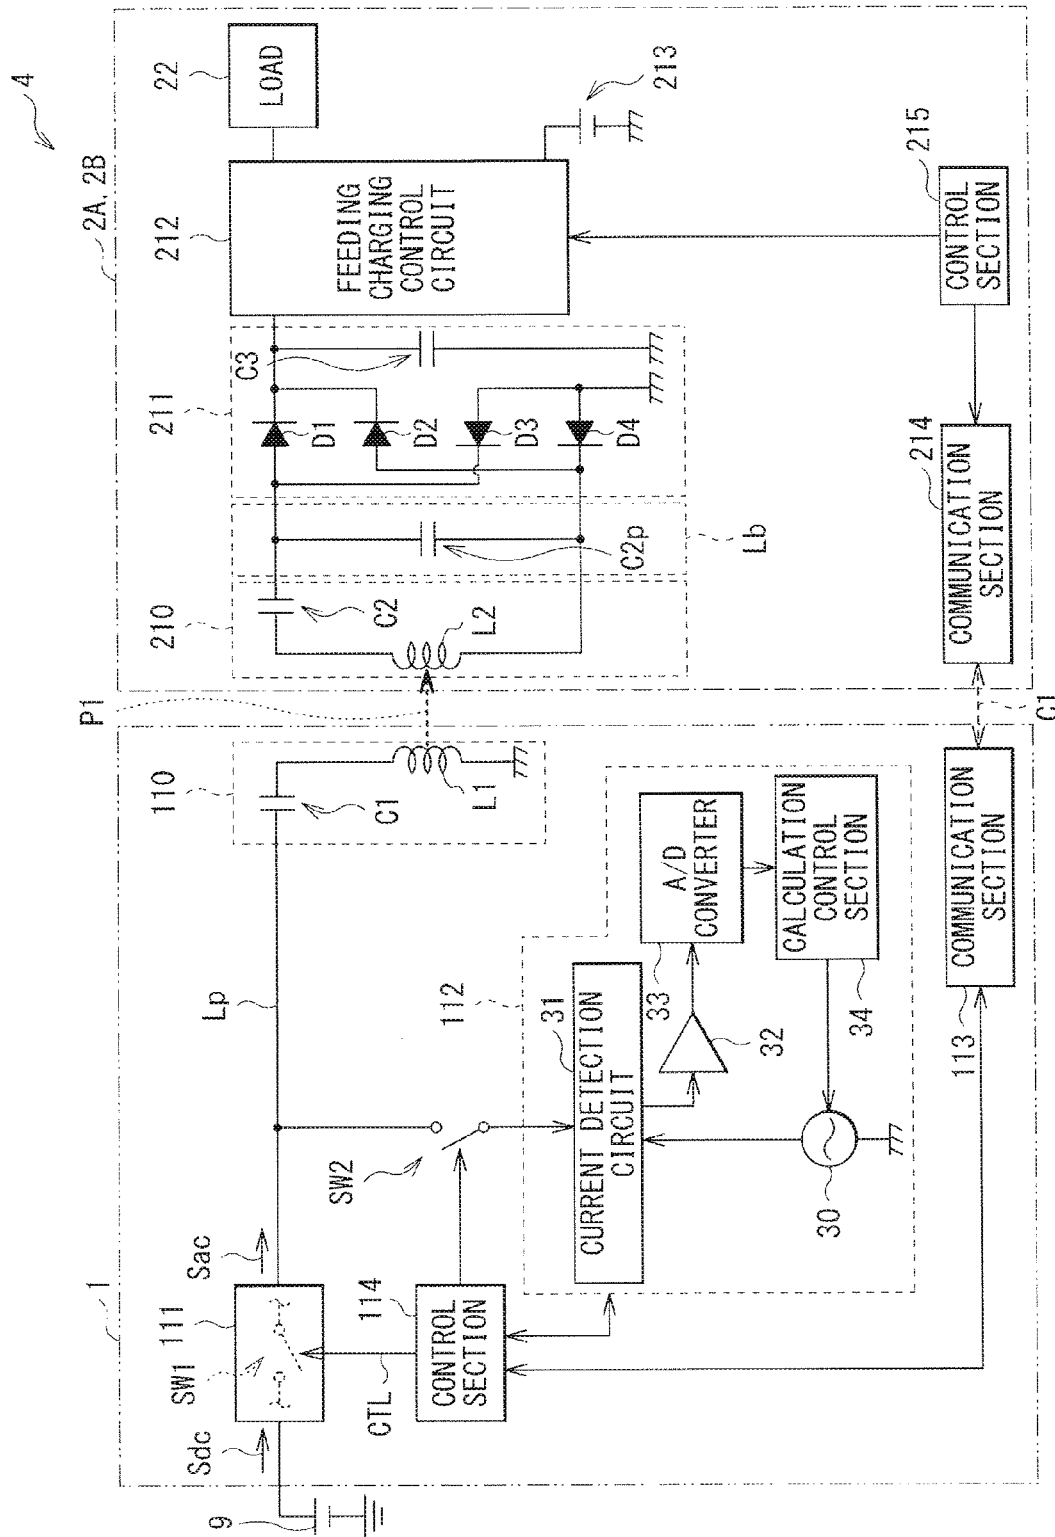 4
1
2A, 2B
9
Sdc
SW1
111
Sac
Lp
110
C1
L1
P1
210
C2
L2
C2p
Lb
211
D1
D2
D3
D4
C3
212
FEEDING
CHARGING
CONTROL
CIRCUIT
22
LOAD
213
CTL
114
CONTROL
SECTION
SW2
112
31
CURRENT DETECTION
CIRCUIT
32
33
A/D
CONVERTER
CALCULATION
CONTROL
SECTION
34
30
113
COMMUNICATION
SECTION
C1
214
COMMUNICATION
SECTION
215
CONTROL
SECTION